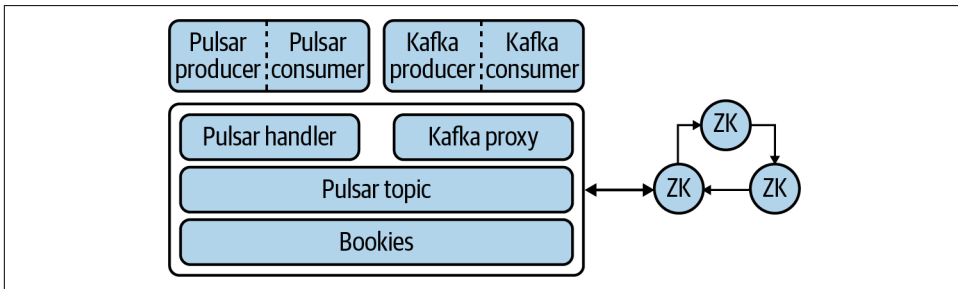 Pulsar
producer
Pulsar
consumer
Kafka
producer
Kafka
consumer
Pulsar handler
Kafka proxy
Pulsar topic
Bookies
ZK
ZK
ZK